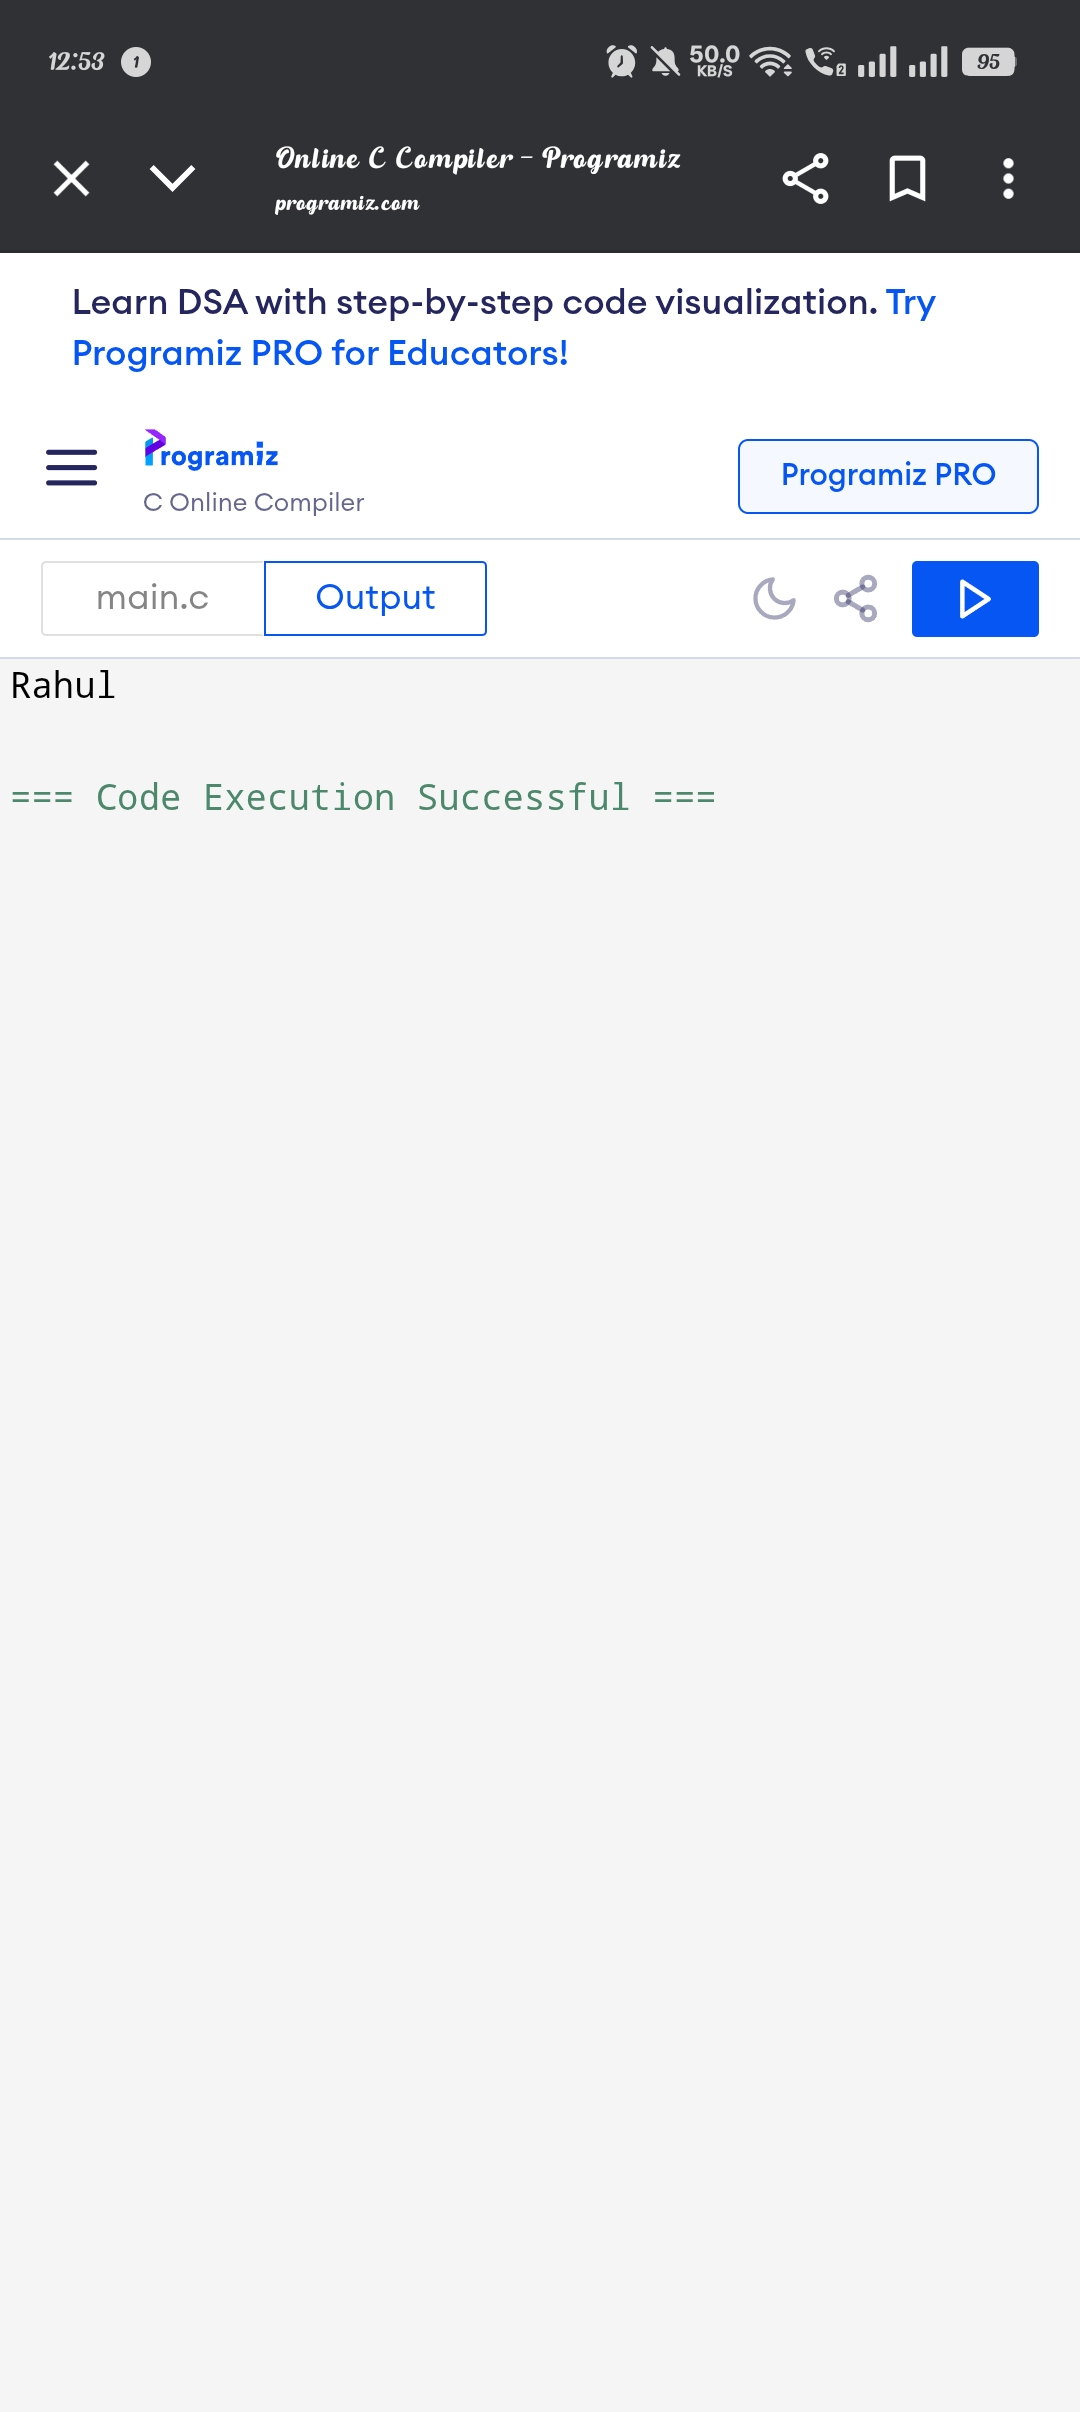 12:53 1 50.0 KB/S 2 95
Online C Compiler - Programiz
programiz.com
Learn DSA with step-by-step code visualization. Try
Programiz PRO for Educators!
Programiz
C Online Compiler
Programiz PRO
main.c Output
Rahul
=== Code Execution Successful ===